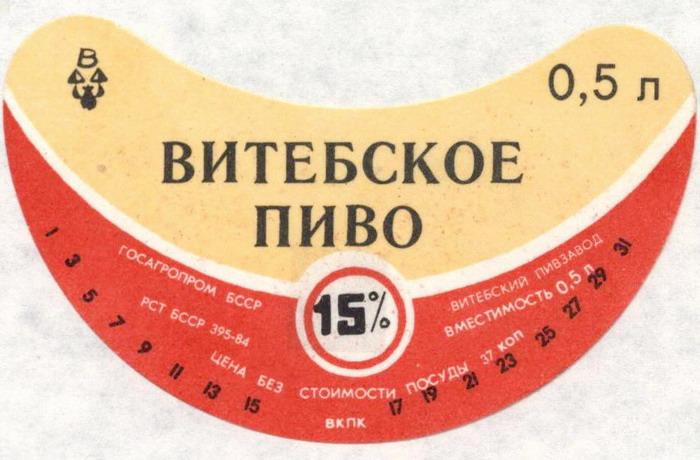 В
0,5 л
ВИТЕБСКОЕ
ПИВО
15%
ГОСАГРОПРОМ БССР
РСТ БССР 395-84
ВИТЕБСКИЙ ПИВЗАВОД
ВМЕСТИМОСТЬ 0,5 л
ЦЕНА БЕЗ СТОИМОСТИ ПОСУДЫ 37 коп
1 3 5 7 9 11 13 15 17 19 21 23 25 27 29 31
ВКПК